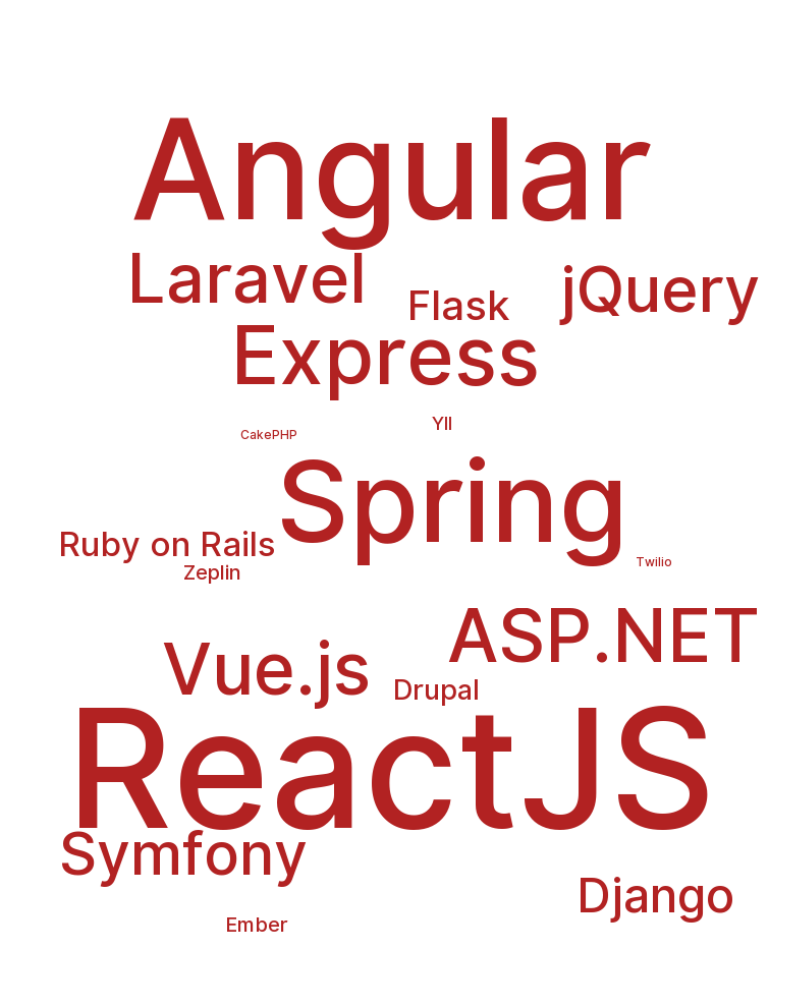 Angular
Laravel
Flask
jQuery
Express
YII
CakePHP
Spring
Ruby on Rails
Twilio
Zeplin
ASP.NET
Vue.js
Drupal
ReactJS
Symfony
Django
Ember